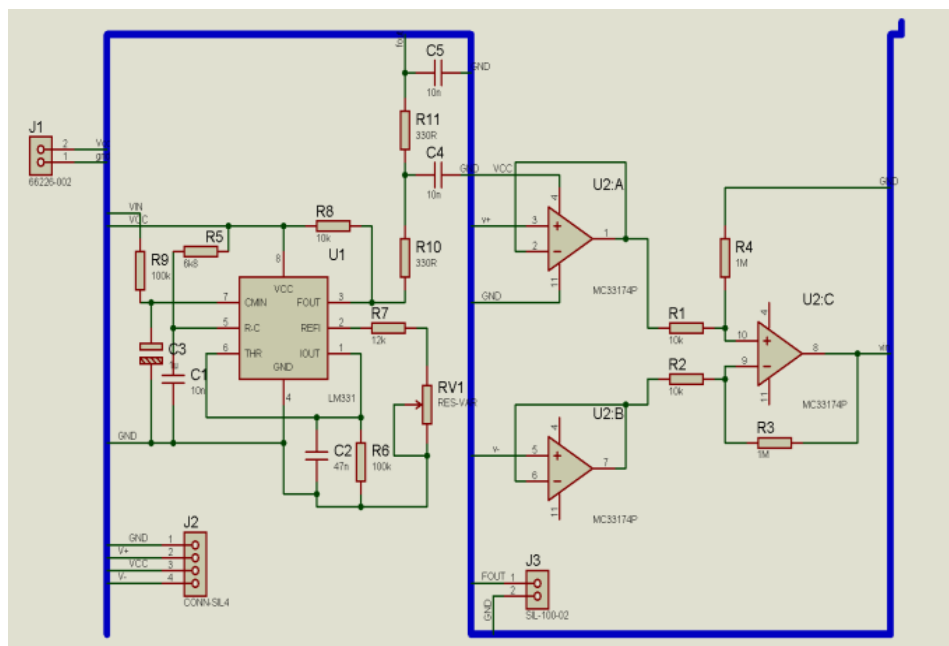 C5
GND
10n
R11
330R
C4
10n
GND
VCC
J1
2
1
66226-002
VIN
VCC
R8
10k
R5
6k8
R9
100k
U1
R10
330R
8
VCC
7
CMIN
FOUT
3
5
R-C
REFI
2
6
THR
IOUT
1
GND
4
LM331
R7
12k
C3
1u
C1
10n
RV1
RES-VAR
GND
C2
47n
R6
100k
J2
GND
1
V+
2
VCC
3
V-
4
CONN-SIL4
U2:A
4
v+
3
2
1
11
GND
MC33174P
GND
R4
1M
U2:C
4
R1
10k
10
9
8
11
R2
10k
MC33174P
R3
1M
U2:B
4
v-
5
6
7
11
MC33174P
J3
FOUT
1
2
GND
SIL-100-02